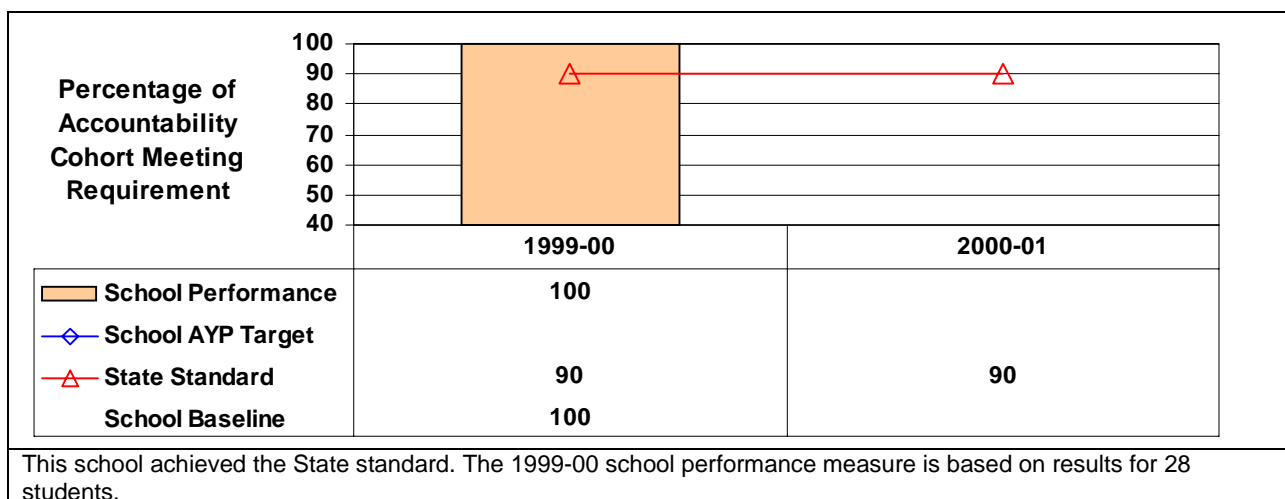 Percentage of
Accountability
Cohort Meeting
Requirement
100
90
80
70
60
50
40
1999-00 2000-01
School Performance 100
School AYP Target
State Standard 90 90
School Baseline 100
This school achieved the State standard. The 1999-00 school performance measure is based on results for 28
students.